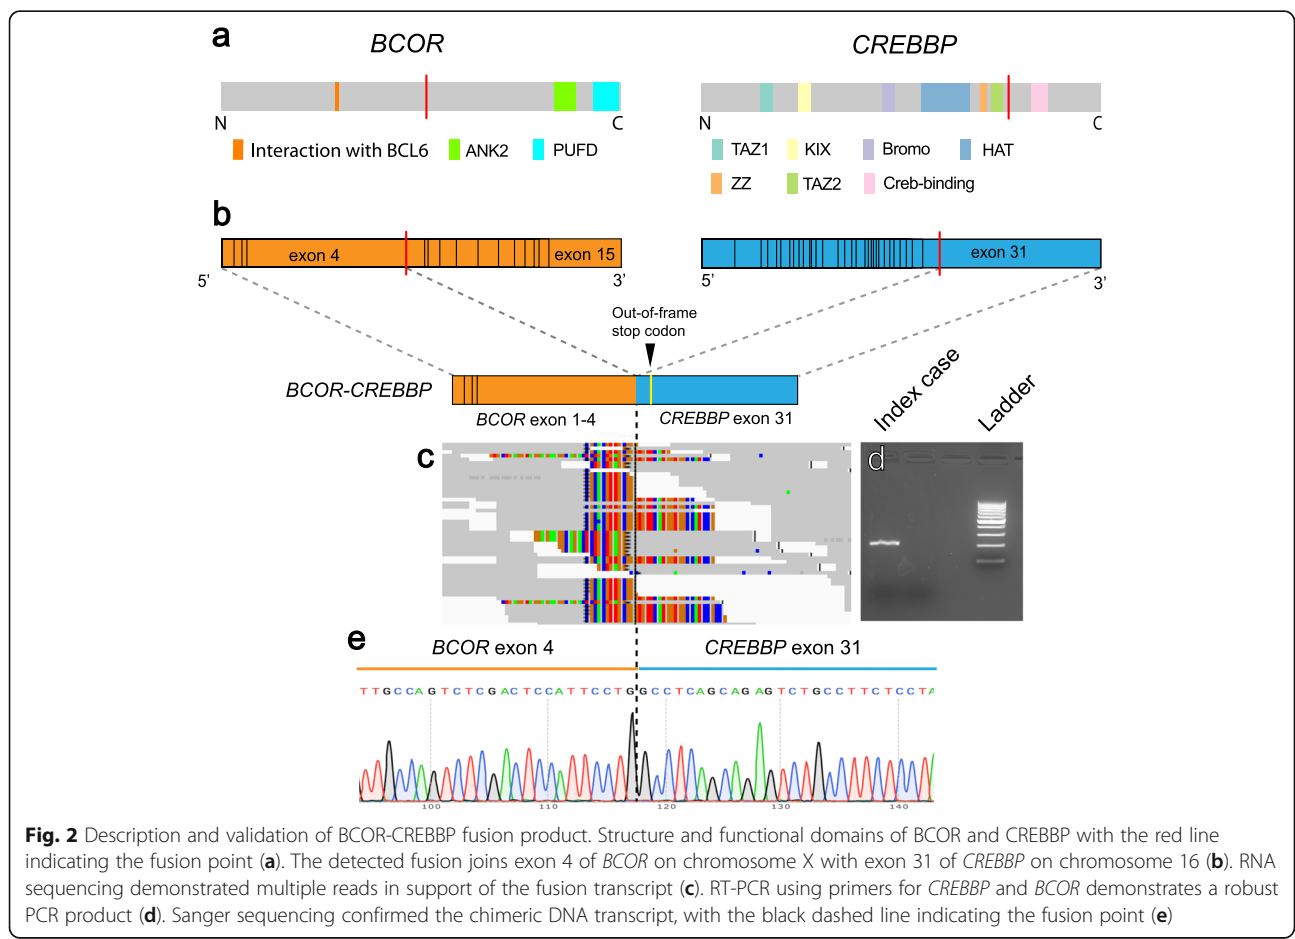 a
BCOR
CREBBP
N
C
N
C
Interaction with BCL6
ANK2
PUFD
TAZ1
KIX
Bromo
HAT
ZZ
TAZ2
Creb-binding
b
exon 4
exon 15
exon 31
5’
3’
5’
3’
Out-of-frame
stop codon
BCOR-CREBBP
BCOR exon 1-4
CREBBP exon 31
Index case
Ladder
c
d
e
BCOR exon 4
CREBBP exon 31
TTGCCAGTCTCGACTCCATTCCTGGCCTCAGCAGAGTCTGCCTTCTCCTA
100
110
120
130
140
Fig. 2 Description and validation of BCOR-CREBBP fusion product. Structure and functional domains of BCOR and CREBBP with the red line
indicating the fusion point (a). The detected fusion joins exon 4 of BCOR on chromosome X with exon 31 of CREBBP on chromosome 16 (b). RNA
sequencing demonstrated multiple reads in support of the fusion transcript (c). RT-PCR using primers for CREBBP and BCOR demonstrates a robust
PCR product (d). Sanger sequencing confirmed the chimeric DNA transcript, with the black dashed line indicating the fusion point (e)